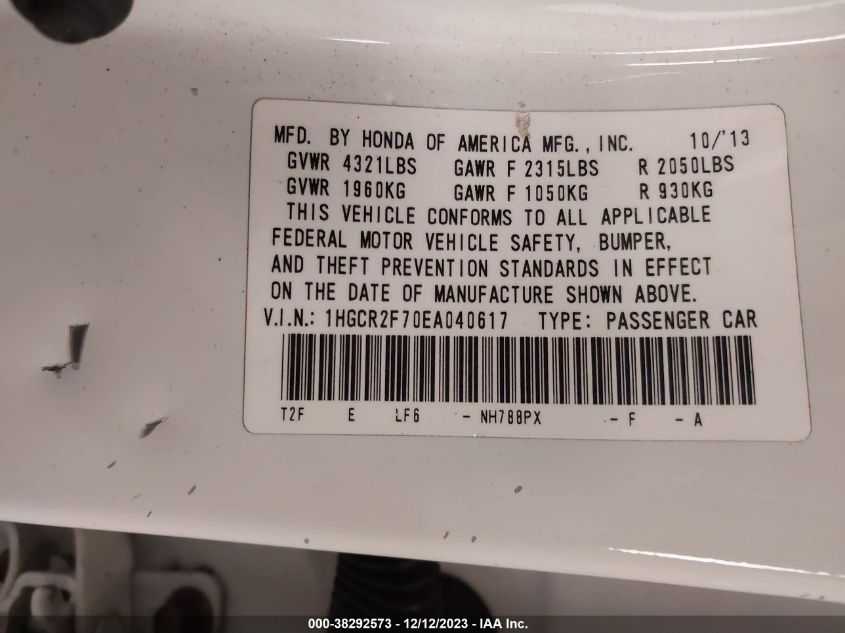 MFD. BY HONDA OF AMERICA MFG., INC. 10/'13
GVWR 4321LBS GAWR F 2315LBS R 2050LBS
GVWR 1960KG GAWR F 1050KG R 930KG
THIS VEHICLE CONFORMS TO ALL APPLICABLE
FEDERAL MOTOR VEHICLE SAFETY, BUMPER,
AND THEFT PREVENTION STANDARDS IN EFFECT
ON THE DATE OF MANUFACTURE SHOWN ABOVE.
V.I.N.: 1HGCR2F70EA040617 TYPE: PASSENGER CAR
T2F E LF6 - NH788PX - F - A
000-38292573 - 12/12/2023 - IAA Inc.